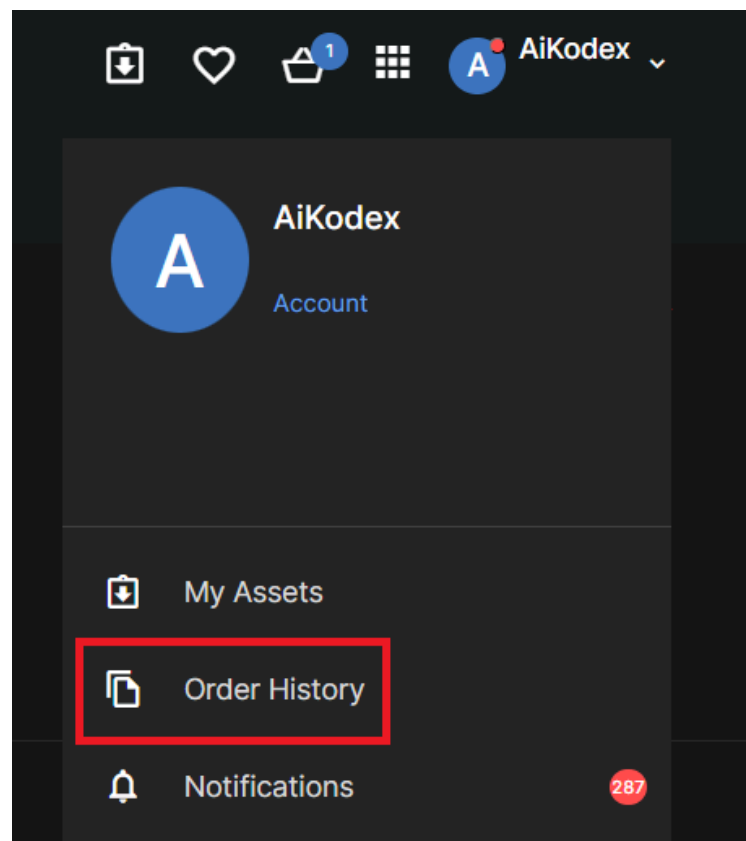 1
A
AiKodex
A
AiKodex
Account
My Assets
Order History
Notifications
287